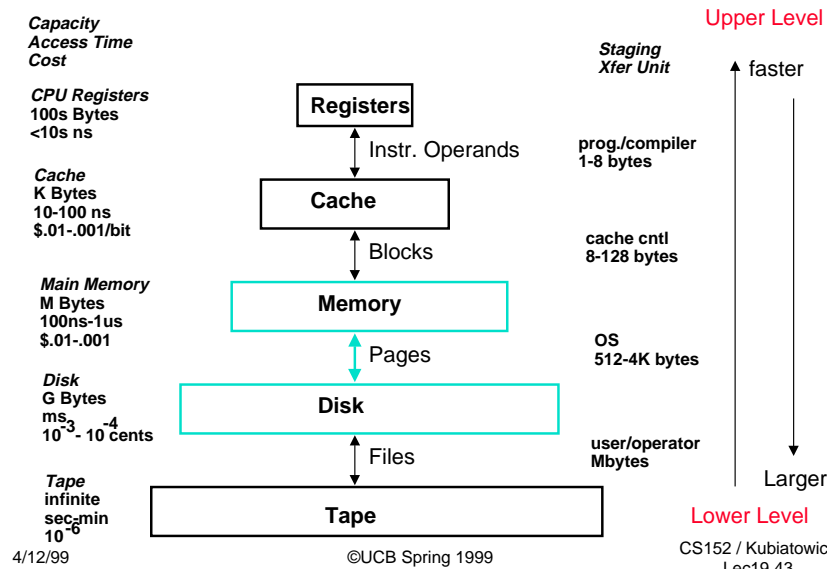 Capacity
Access Time
Cost
Staging
Xfer Unit
Upper Level
faster
CPU Registers
100s Bytes
<10s ns
Registers
Instr. Operands
prog./compiler
1-8 bytes
Cache
K Bytes
10-100 ns
$.01-.001/bit
Cache
Blocks
cache cntl
8-128 bytes
Main Memory
M Bytes
100ns-1us
$.01-.001
Memory
Pages
OS
512-4K bytes
Disk
G Bytes
ms
10-3 - 10-4 cents
Disk
Files
user/operator
Mbytes
Tape
infinite
sec-min
10-6
Tape
Larger
Lower Level
4/12/99
©UCB Spring 1999
CS152 / Kubiatowic
Lec19.43